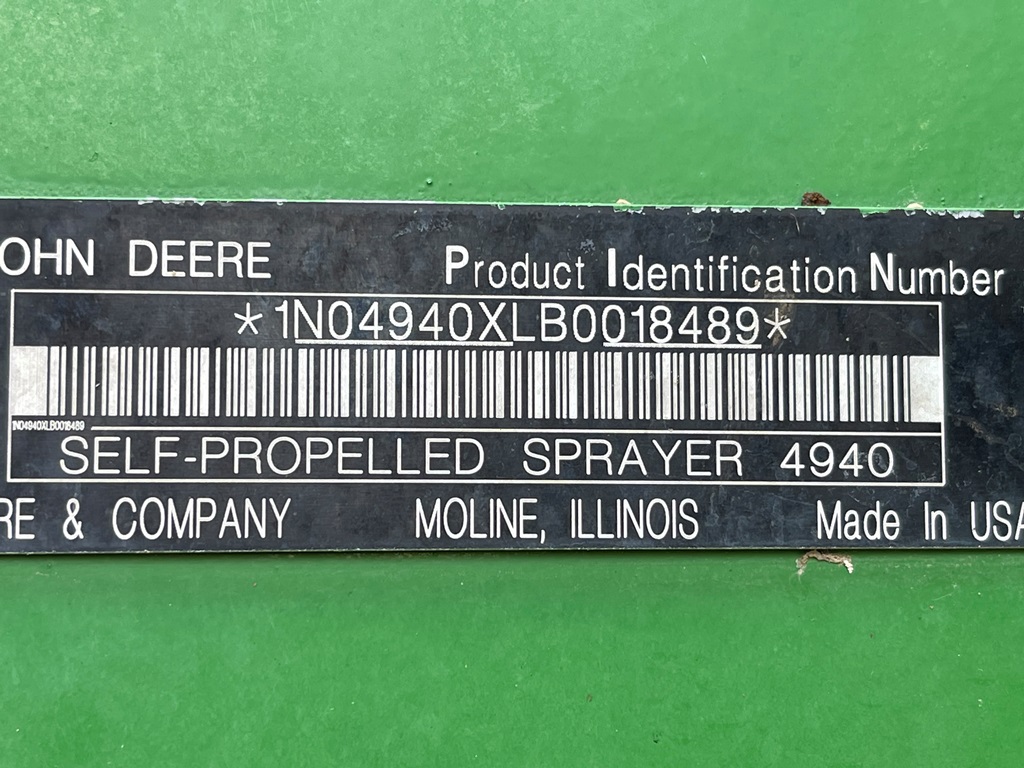 OHN DEERE Product Identification Number
*1N04940XLB0018489*
1N04940XLB0018489
SELF-PROPELLED SPRAYER 4940
RE & COMPANY MOLINE, ILLINOIS Made In USA